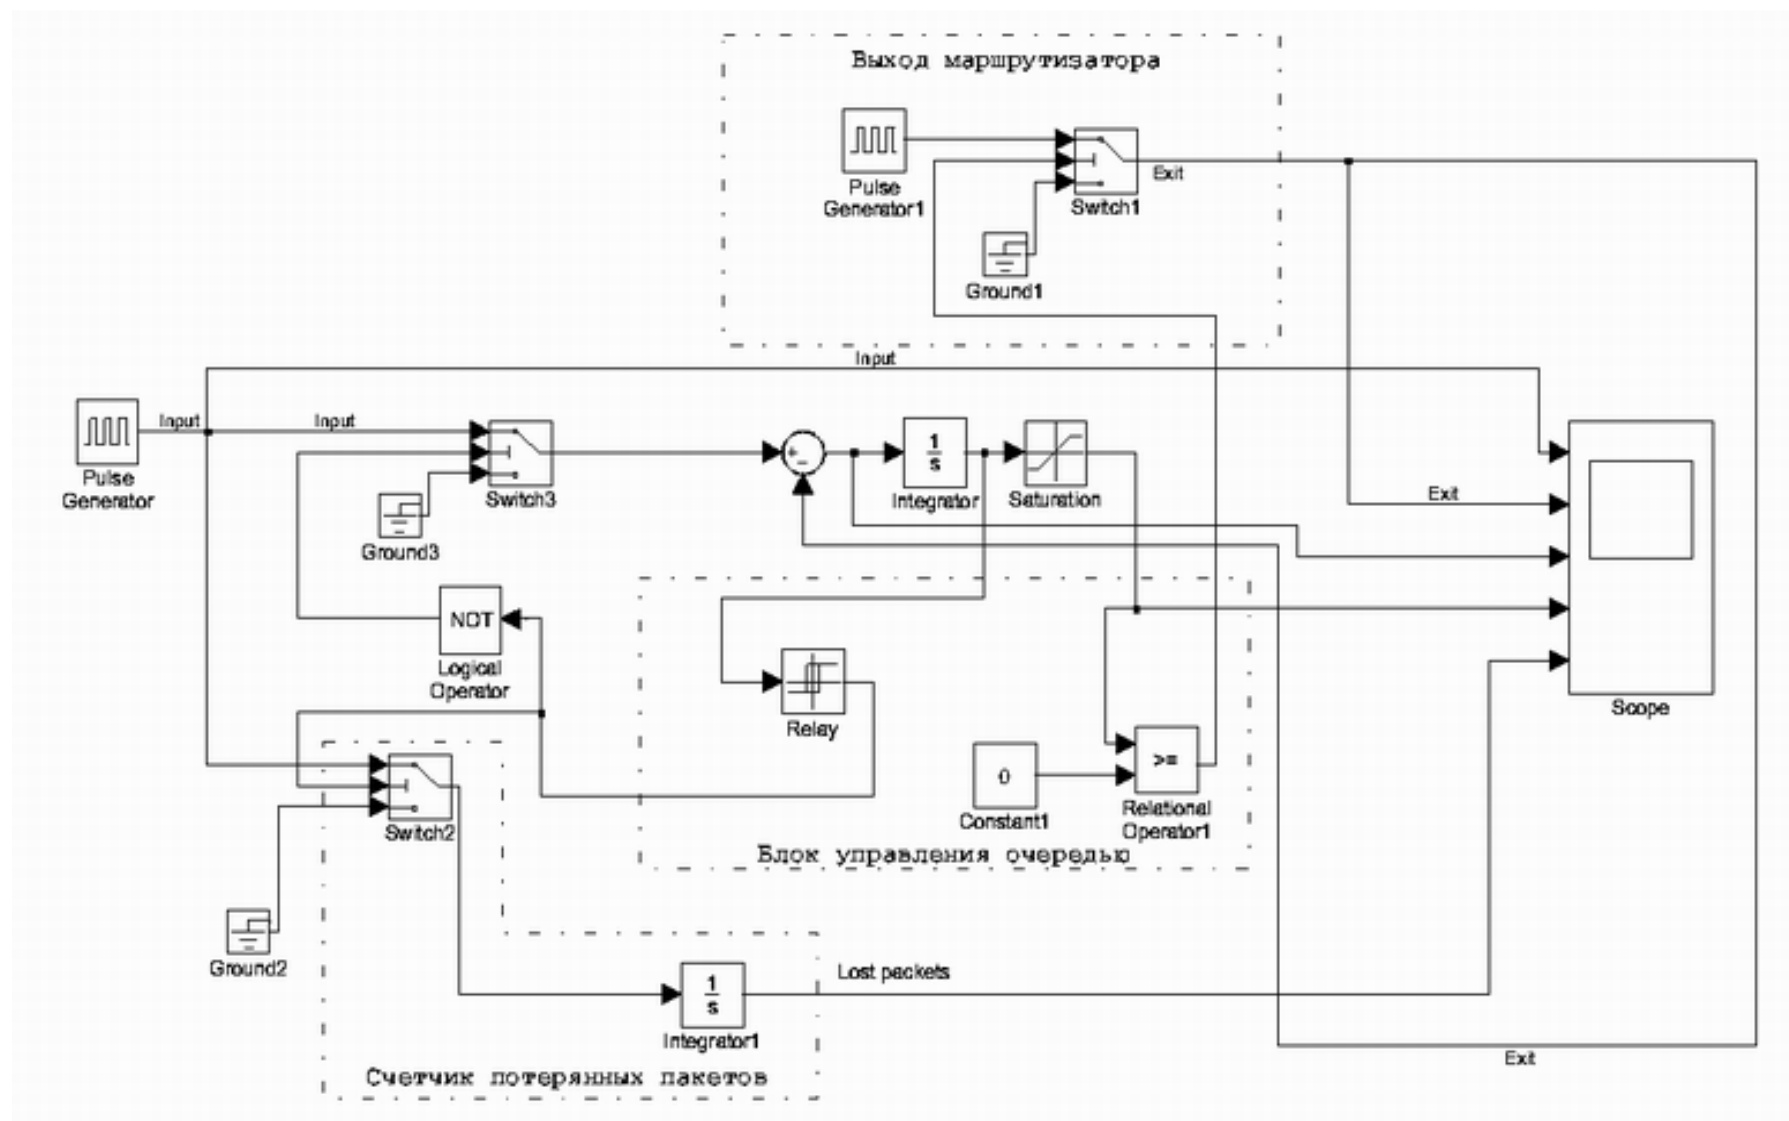 Выход маршрутизатора
Pulse
Generator1
Exit
Switch1
Ground1
Input
Pulse
Generator
Input
Input
Switch3
Ground3
+
-
1
s
Integrator
Saturation
Exit
Scope
NOT
Logical
Operator
Relay
0
Constant1
>=
Relational
Operator1
Блок управления очередью
Switch2
Ground2
1
s
Integrator1
Lost packets
Exit
Счетчик потерянных пакетов